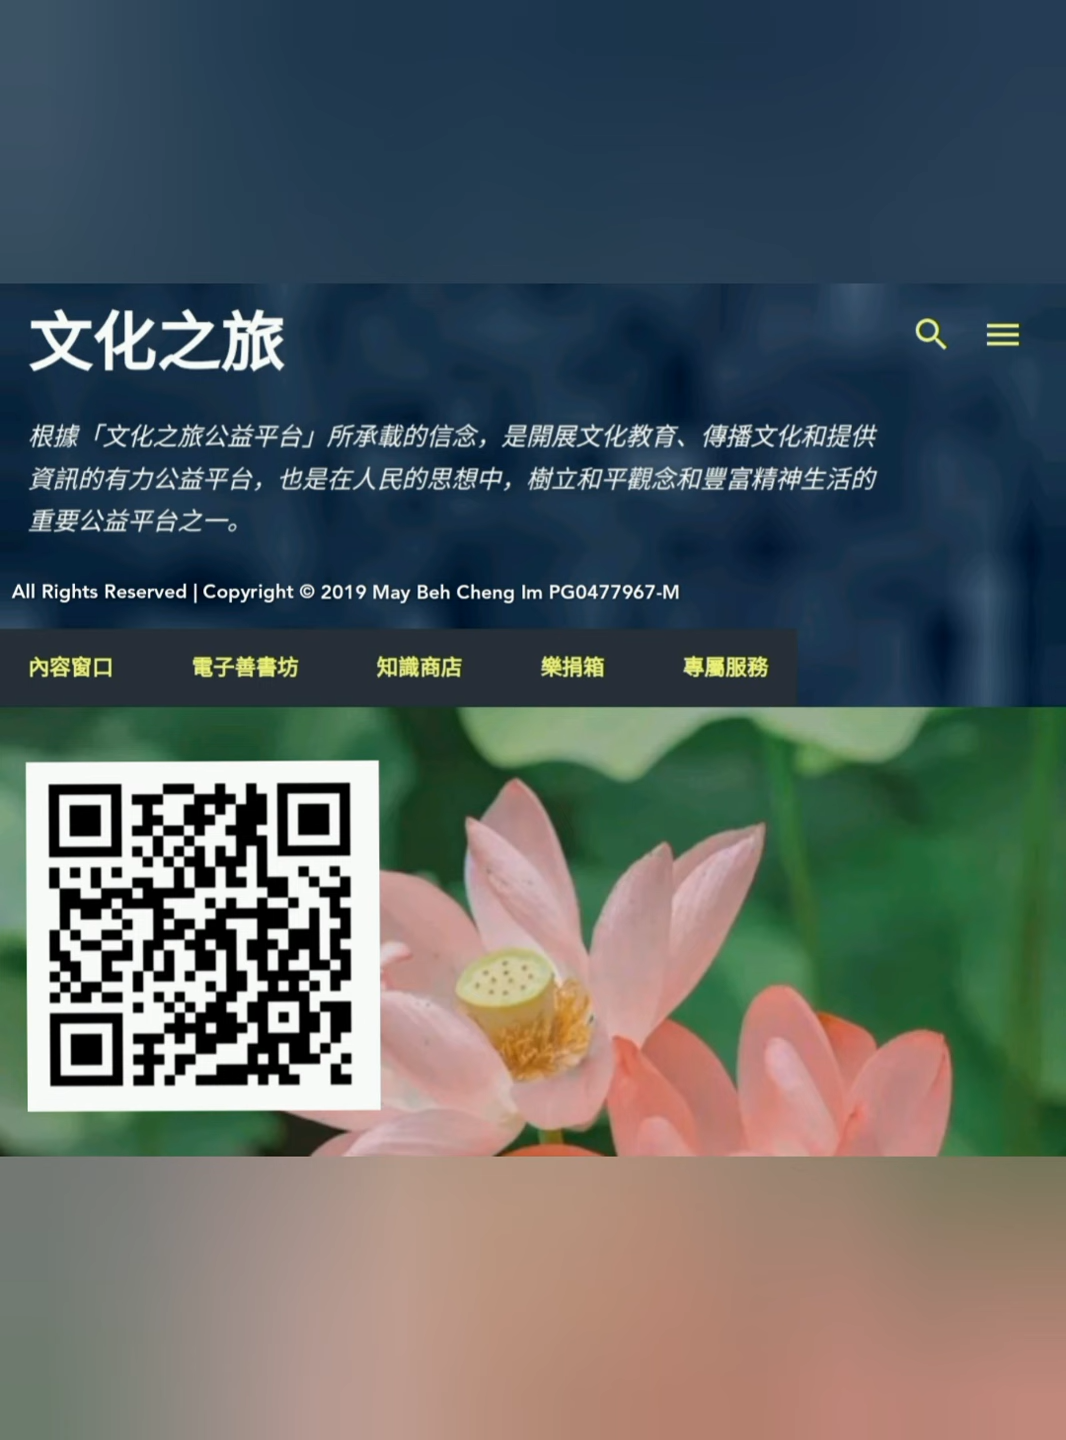 文化之旅
根據「文化之旅公益平台」所承載的信念，是開展文化教育、傳播文化和提供
資訊的有力公益平台，也是在人民的思想中，樹立和平觀念和豐富精神生活的
重要公益平台之一。
All Rights Reserved | Copyright © 2019 May Beh Cheng Im PG0477967-M
內容窗口 電子善書坊 知識商店 樂捐箱 專屬服務